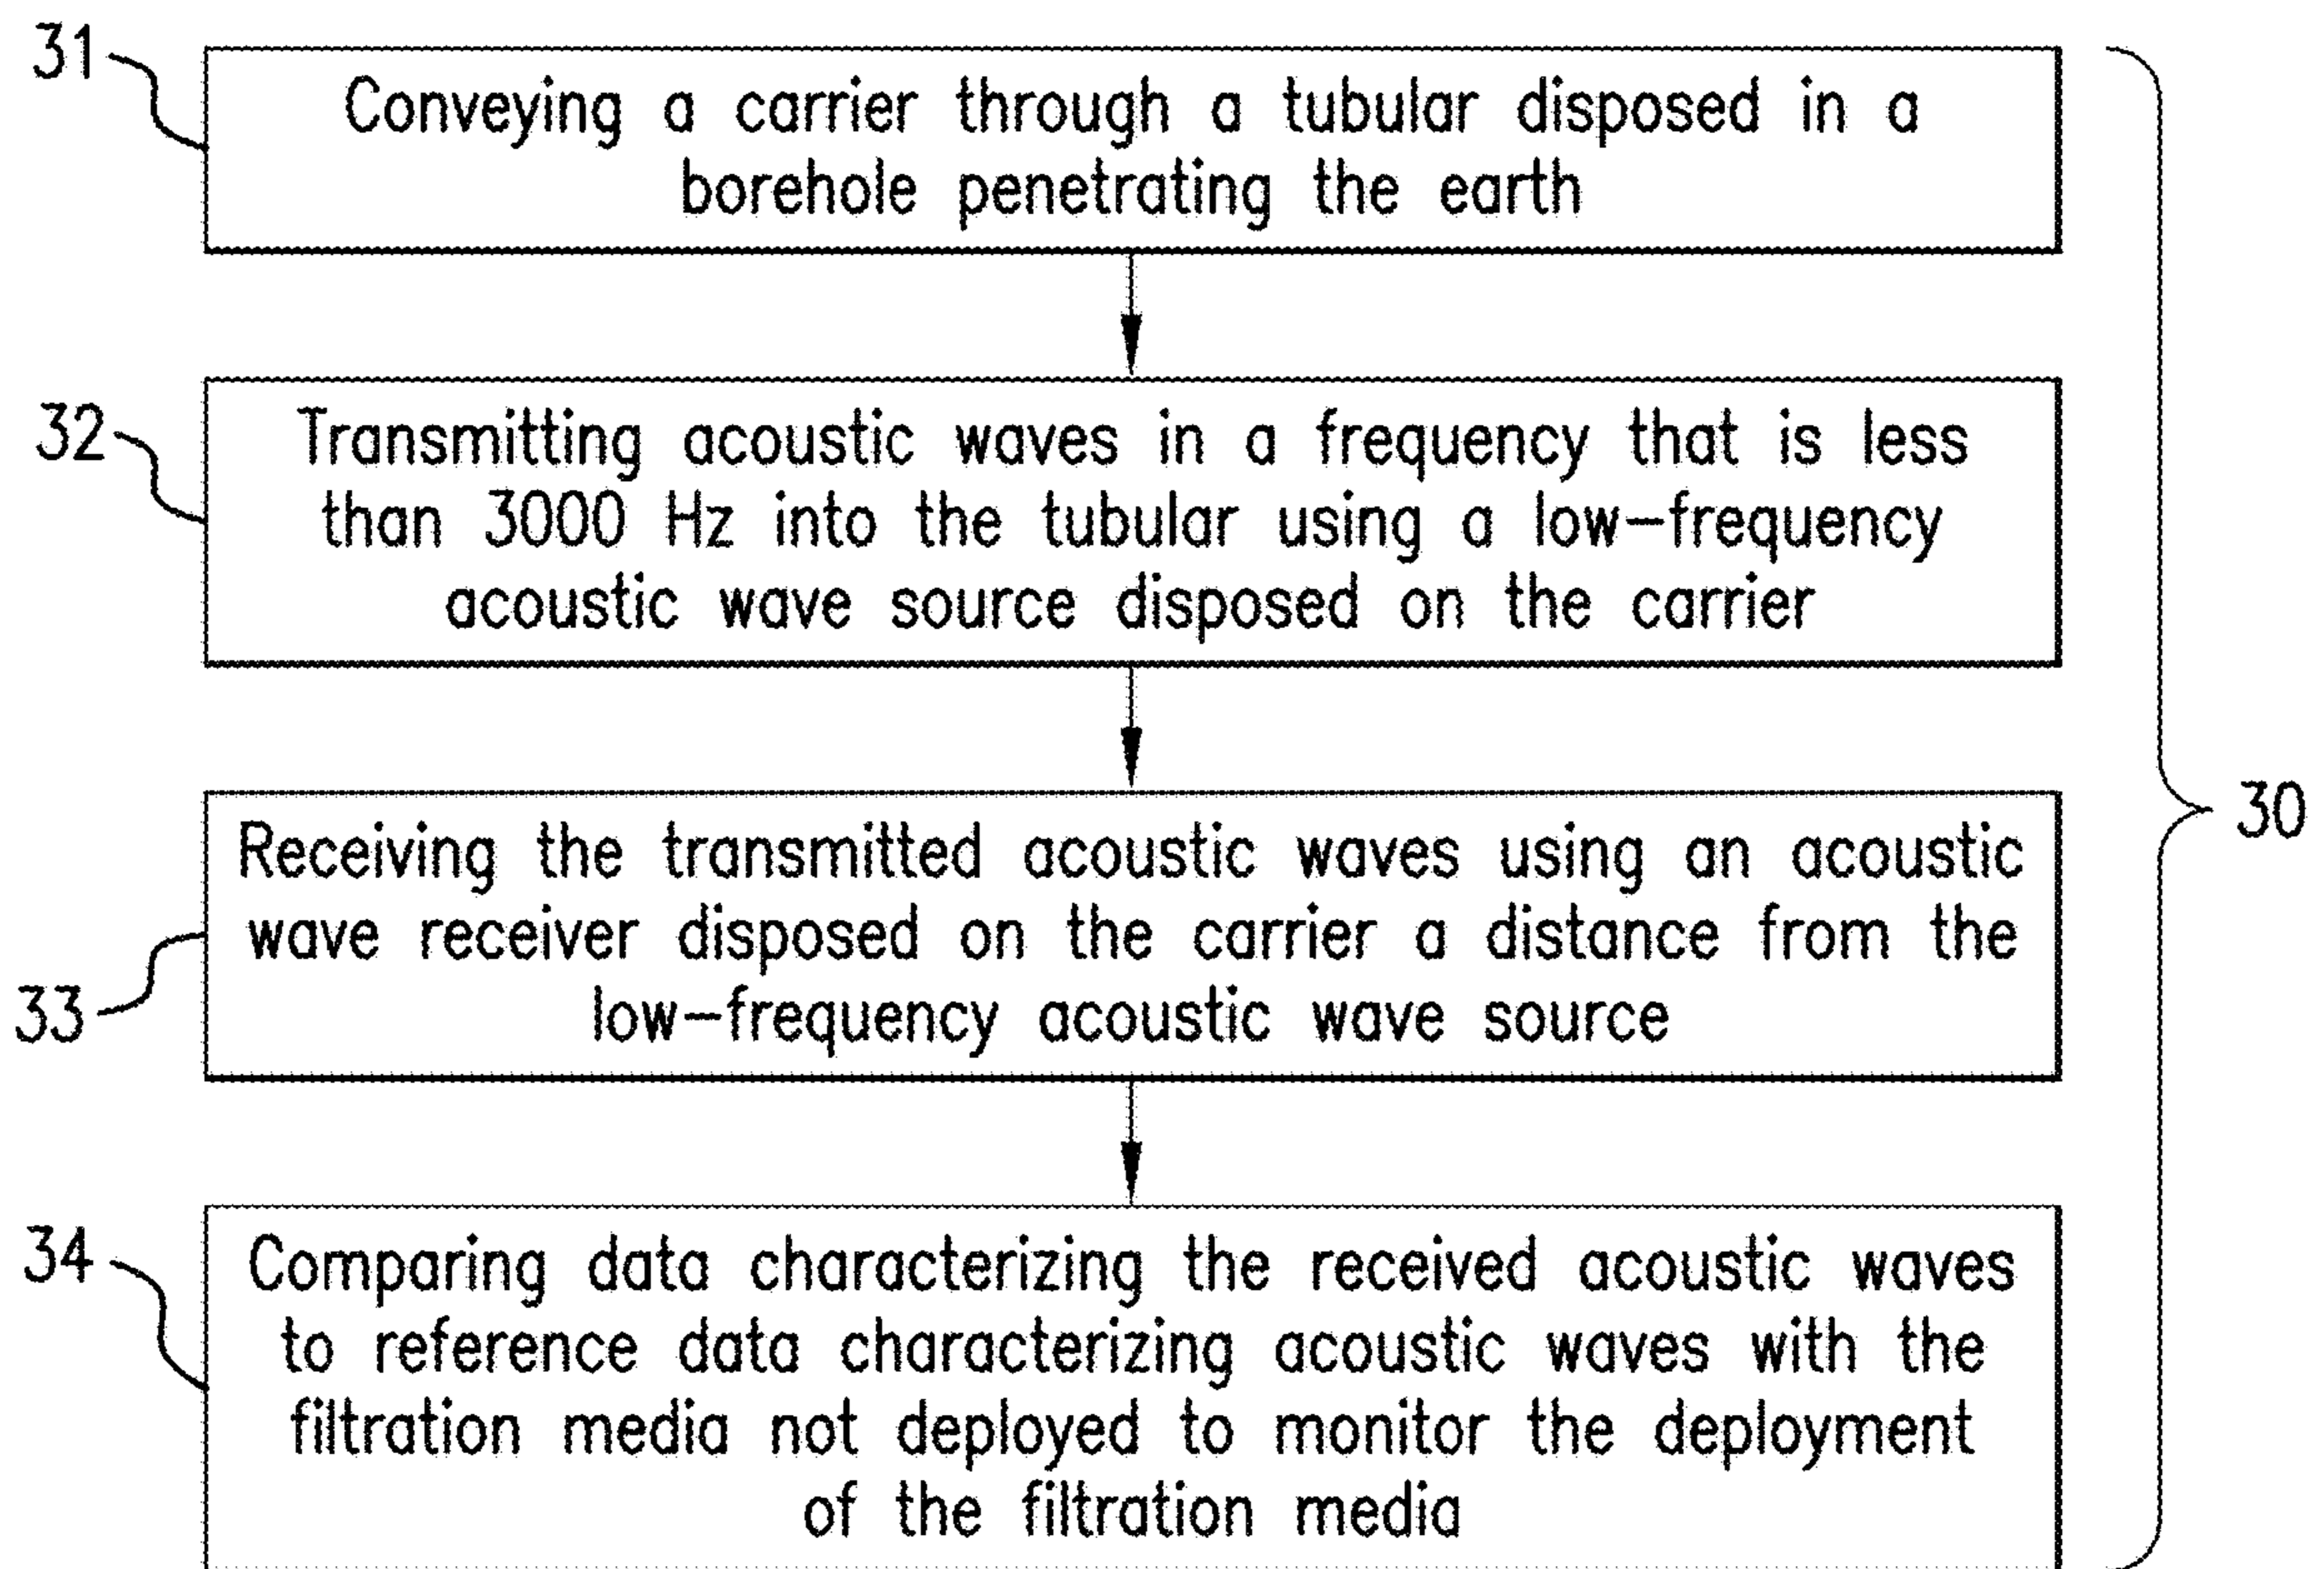 31
Conveying a carrier through a tubular disposed in a
borehole penetrating the earth
32
Transmitting acoustic waves in a frequency that is less
than 3000 Hz into the tubular using a low-frequency
acoustic wave source disposed on the carrier
30
33
Receiving the transmitted acoustic waves using an acoustic
wave receiver disposed on the carrier a distance from the
low-frequency acoustic wave source
34
Comparing data characterizing the received acoustic waves
to reference data characterizing acoustic waves with the
filtration media not deployed to monitor the deployment
of the filtration media